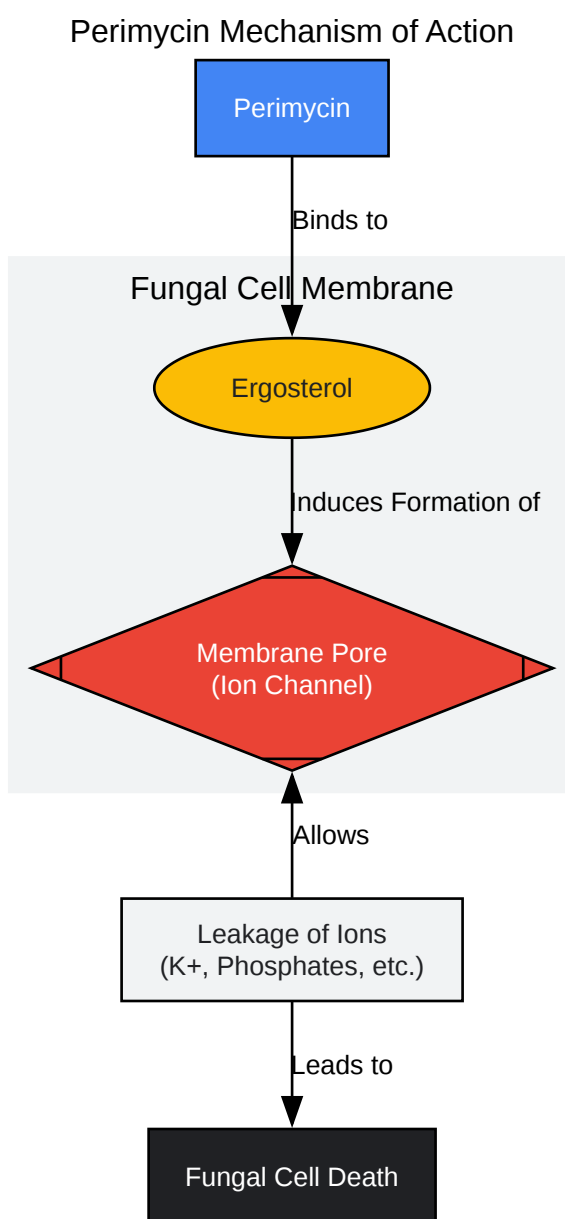 Perimycin Mechanism of Action
Perimycin
Binds to
Fungal Cell Membrane
Ergosterol
Induces Formation of
Membrane Pore
(Ion Channel)
Allows
Leakage of Ions
(K+, Phosphates, etc.)
Leads to
Fungal Cell Death